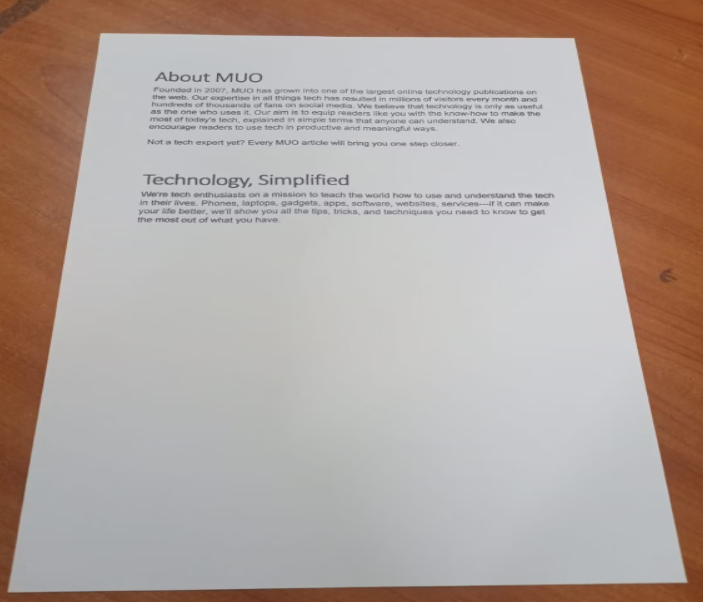 About MUO
Founded in 2007, MUO has grown into one of the largest online technology publications on
the web. Our expertise in all things tech has resulted in millions of visitors every month and
hundreds of thousands of fans on social media. We believe that technology is only as useful
as the one who uses it. Our aim is to equip readers like you with the know-how to make the
most of today's tech, explained in simple terms that anyone can understand. We also
encourage readers to use tech in productive and meaningful ways.
Not a tech expert yet? Every MUO article will bring you one step closer.
Technology, Simplified
We're tech enthusiasts on a mission to teach the world how to use and understand the tech
in their lives. Phones, laptops, gadgets, apps, software, websites, services—if it can make
your life better, we'll show you all the tips, tricks, and techniques you need to know to get
the most out of what you have.